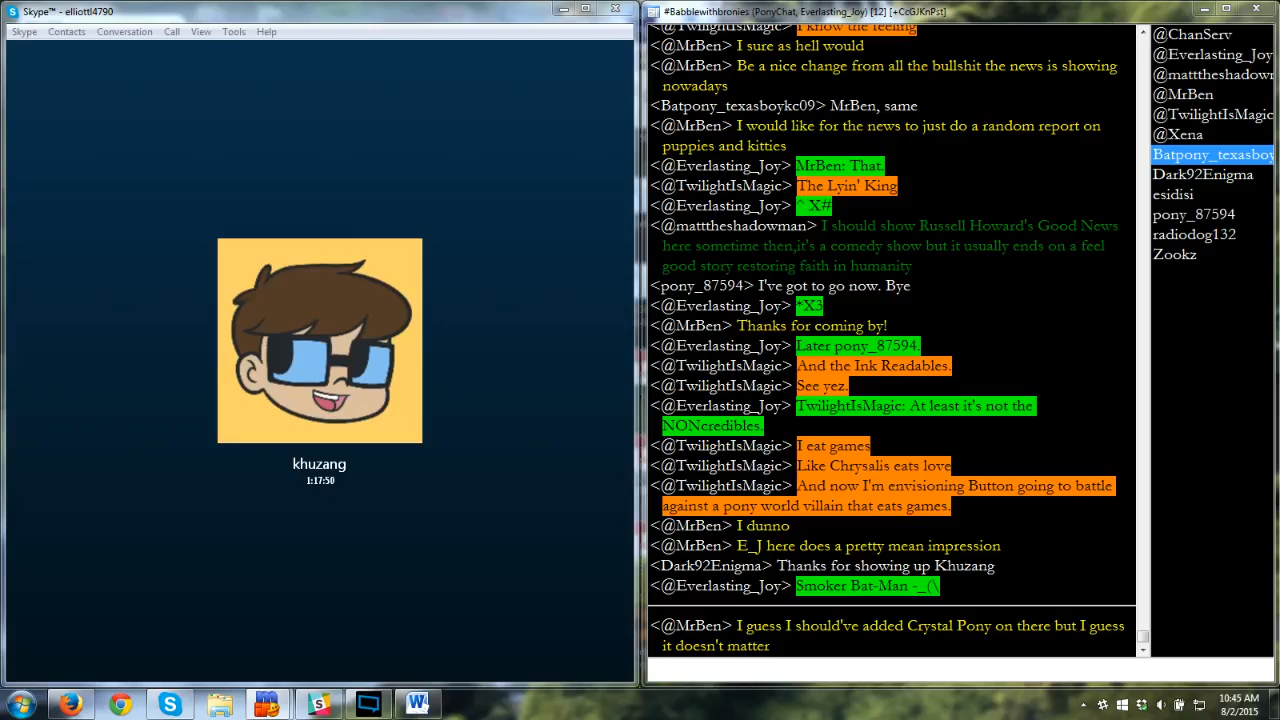 Skype™ - elliottl4790
Skype Contacts Conversation Call View Tools Help
khuzang
1:17:50
#Babblewithbronies (PonyChat, Everlasting_Joy) [12] [+CcGJKnPst]
<@TwilightIsMagic> I know the feeling
<@MrBen> I sure as hell would
<@MrBen> Be a nice change from all the bullshit the news is showing
nowadays
<Batpony_texasboykc09> MrBen, same
<@MrBen> I would like for the news to just do a random report on
puppies and kitties
<@Everlasting_Joy> MrBen: That.
<@TwilightIsMagic> The Lyin' King
<@Everlasting_Joy> ^ X#
<@matttheshadowman> I should show Russell Howard's Good News
here sometime then,it's a comedy show but it usually ends on a feel
good story restoring faith in humanity
<pony_87594> I've got to go now. Bye
<@Everlasting_Joy> *X3
<@MrBen> Thanks for coming by!
<@Everlasting_Joy> Later pony_87594.
<@TwilightIsMagic> And the Ink Readables.
<@TwilightIsMagic> See yez.
<@Everlasting_Joy> TwilightIsMagic: At least it's not the
NONcredibles.
<@TwilightIsMagic> I eat games
<@TwilightIsMagic> Like Chrysalis eats love
<@TwilightIsMagic> And now I'm envisioning Button going to battle
against a pony world villain that eats games.
<@MrBen> I dunno
<@MrBen> E_J here does a pretty mean impression
<Dark92Enigma> Thanks for showing up Khuzang
<@Everlasting_Joy> Smoker Bat-Man -_(\
<@MrBen> I guess I should've added Crystal Pony on there but I guess
it doesn't matter
@ChanServ
@Everlasting_Joy
@matttheshadown
@MrBen
@TwilightIsMagic
@Xena
Batpony_texasboy
Dark92Enigma
esidisi
pony_87594
radiodog132
Zookz
10:45 AM
8/2/2015